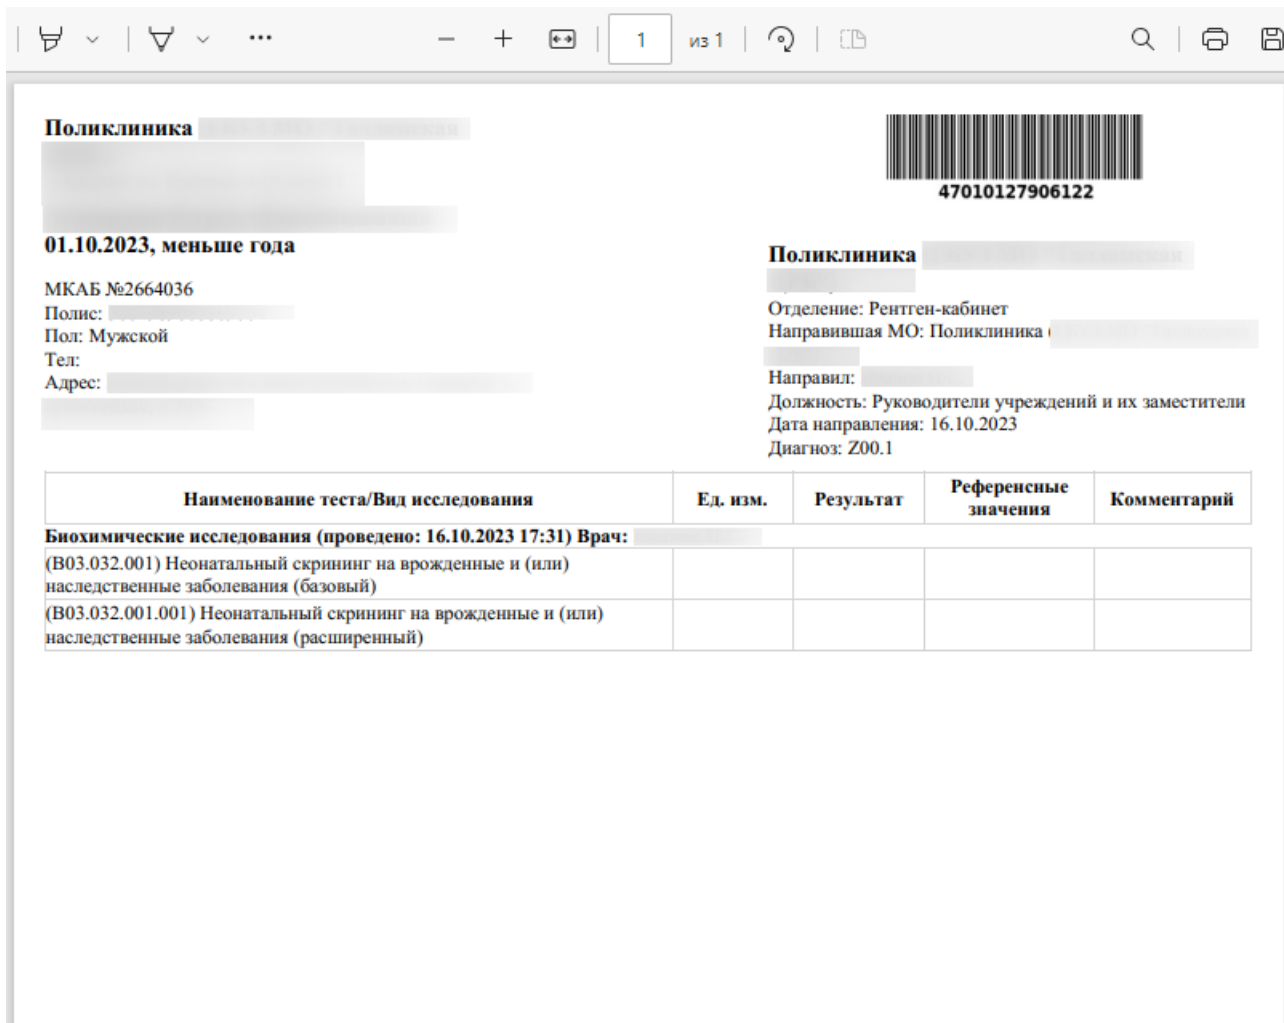 1
из 1
Поликлиника
01.10.2023, меньше года
МКАБ №2664036
Полис:
Пол: Мужской
Тел:
Адрес:
47010127906122
Поликлиника
Отделение: Рентген-кабинет
Направившая МО: Поликлиника (
Направил:
Должность: Руководители учреждений и их заместители
Дата направления: 16.10.2023
Диагноз: Z00.1
Наименование теста/Вид исследования Ед. изм. Результат Референсные значения Комментарий
Биохимические исследования (проведено: 16.10.2023 17:31) Врач:
(B03.032.001) Неонатальный скрининг на врожденные и (или)
наследственные заболевания (базовый)
(B03.032.001.001) Неонатальный скрининг на врожденные и (или)
наследственные заболевания (расширенный)